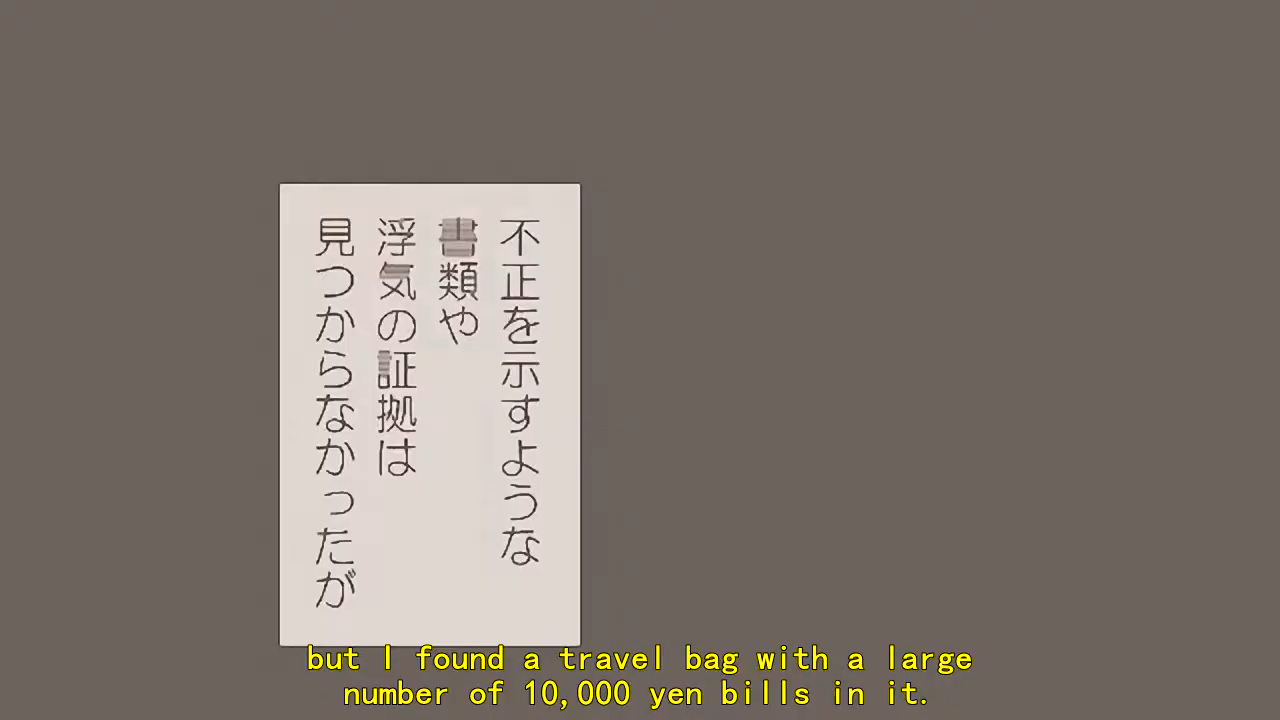 不正を示すような
書類や
浮気の証拠は
見つからなかったが
but I found a travel bag with a large
number of 10,000 yen bills in it.